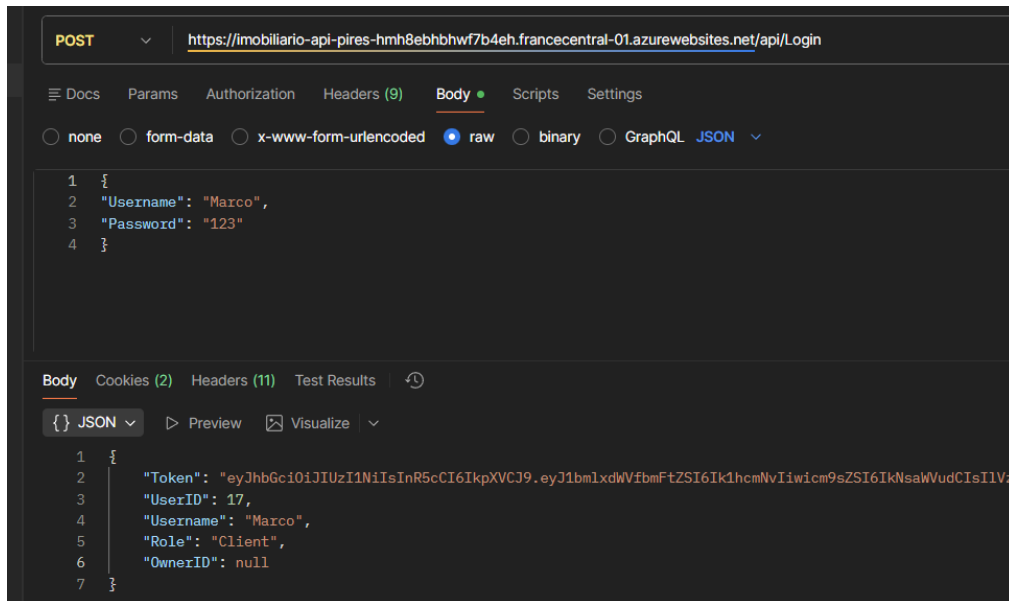 POST https://imobiliario-api-pires-hmh8ebhbhwf7b4eh.francecentral-01.azurewebsites.net/api/Login
Docs Params Authorization Headers (9) Body Scripts Settings
none form-data x-www-form-urlencoded raw binary GraphQL JSON
1 {
2 "Username": "Marco",
3 "Password": "123"
4 }
Body Cookies (2) Headers (11) Test Results
{} JSON Preview Visualize
1 {
2 "Token": "eyJhbGciOiJIUzI1NiIsInR5cCI6IkpXVCJ9.eyJ1bmlxdWVfbmFtZSI6Ik1hcmNvIiwicm9sZSI6IkNsaWVudCIsIlVz
3 "UserID": 17,
4 "Username": "Marco",
5 "Role": "Client",
6 "OwnerID": null
7 }